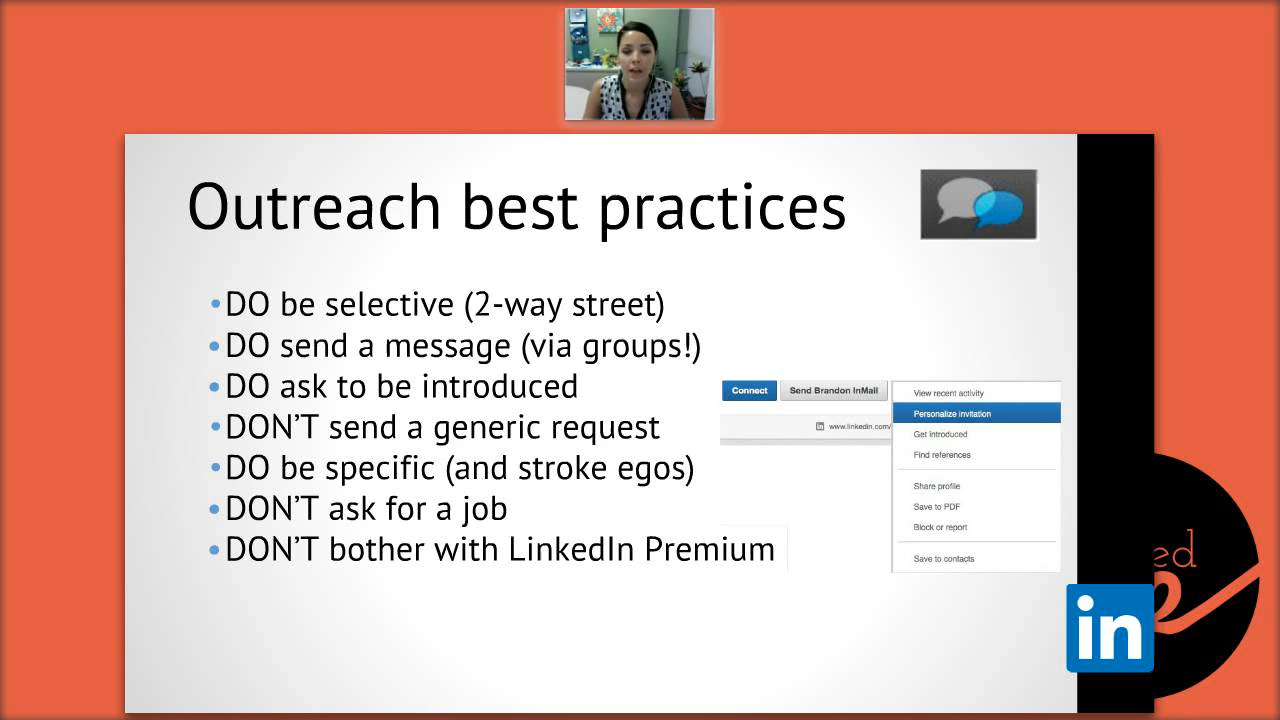 Outreach best practices
•DO be selective (2-way street)
•DO send a message (via groups!)
•DO ask to be introduced
•DON’T send a generic request
•DO be specific (and stroke egos)
•DON’T ask for a job
•DON’T bother with LinkedIn Premium
Connect
Send Brandon InMail
www.linkedin.com/
View recent activity
Personalize invitation
Get introduced
Find references
Share profile
Save to PDF
Block or report
Save to contacts
ed
in